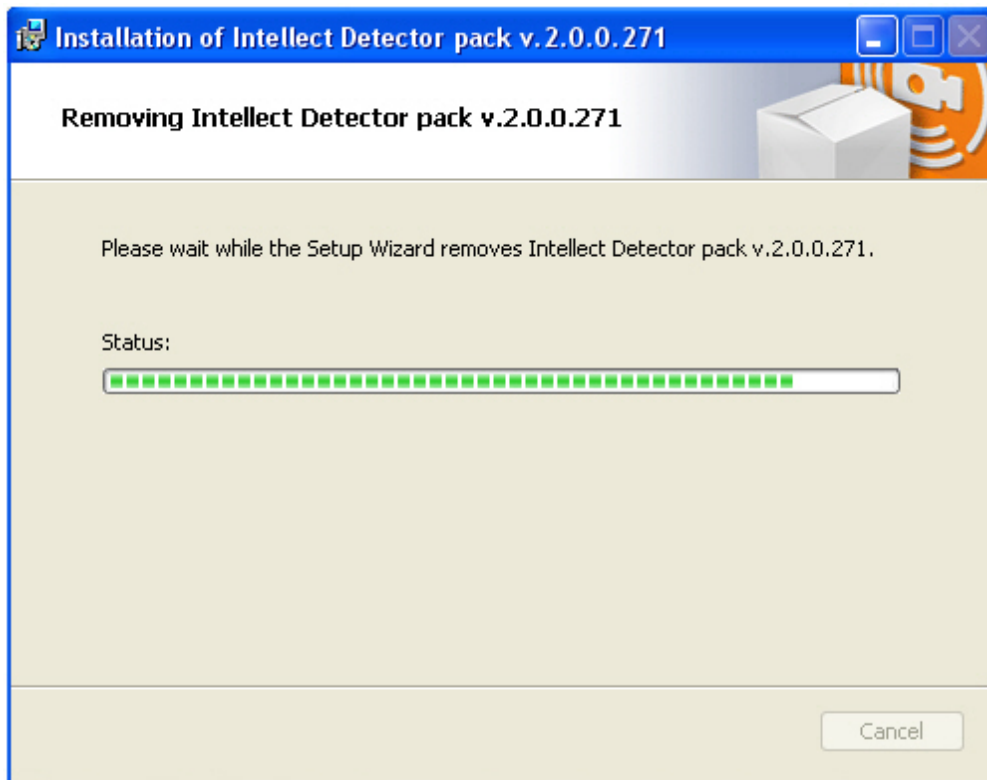 Installation of Intellect Detector pack v.2.0.0.271
Removing Intellect Detector pack v.2.0.0.271
Please wait while the Setup Wizard removes Intellect Detector pack v.2.0.0.271.
Status:
Cancel